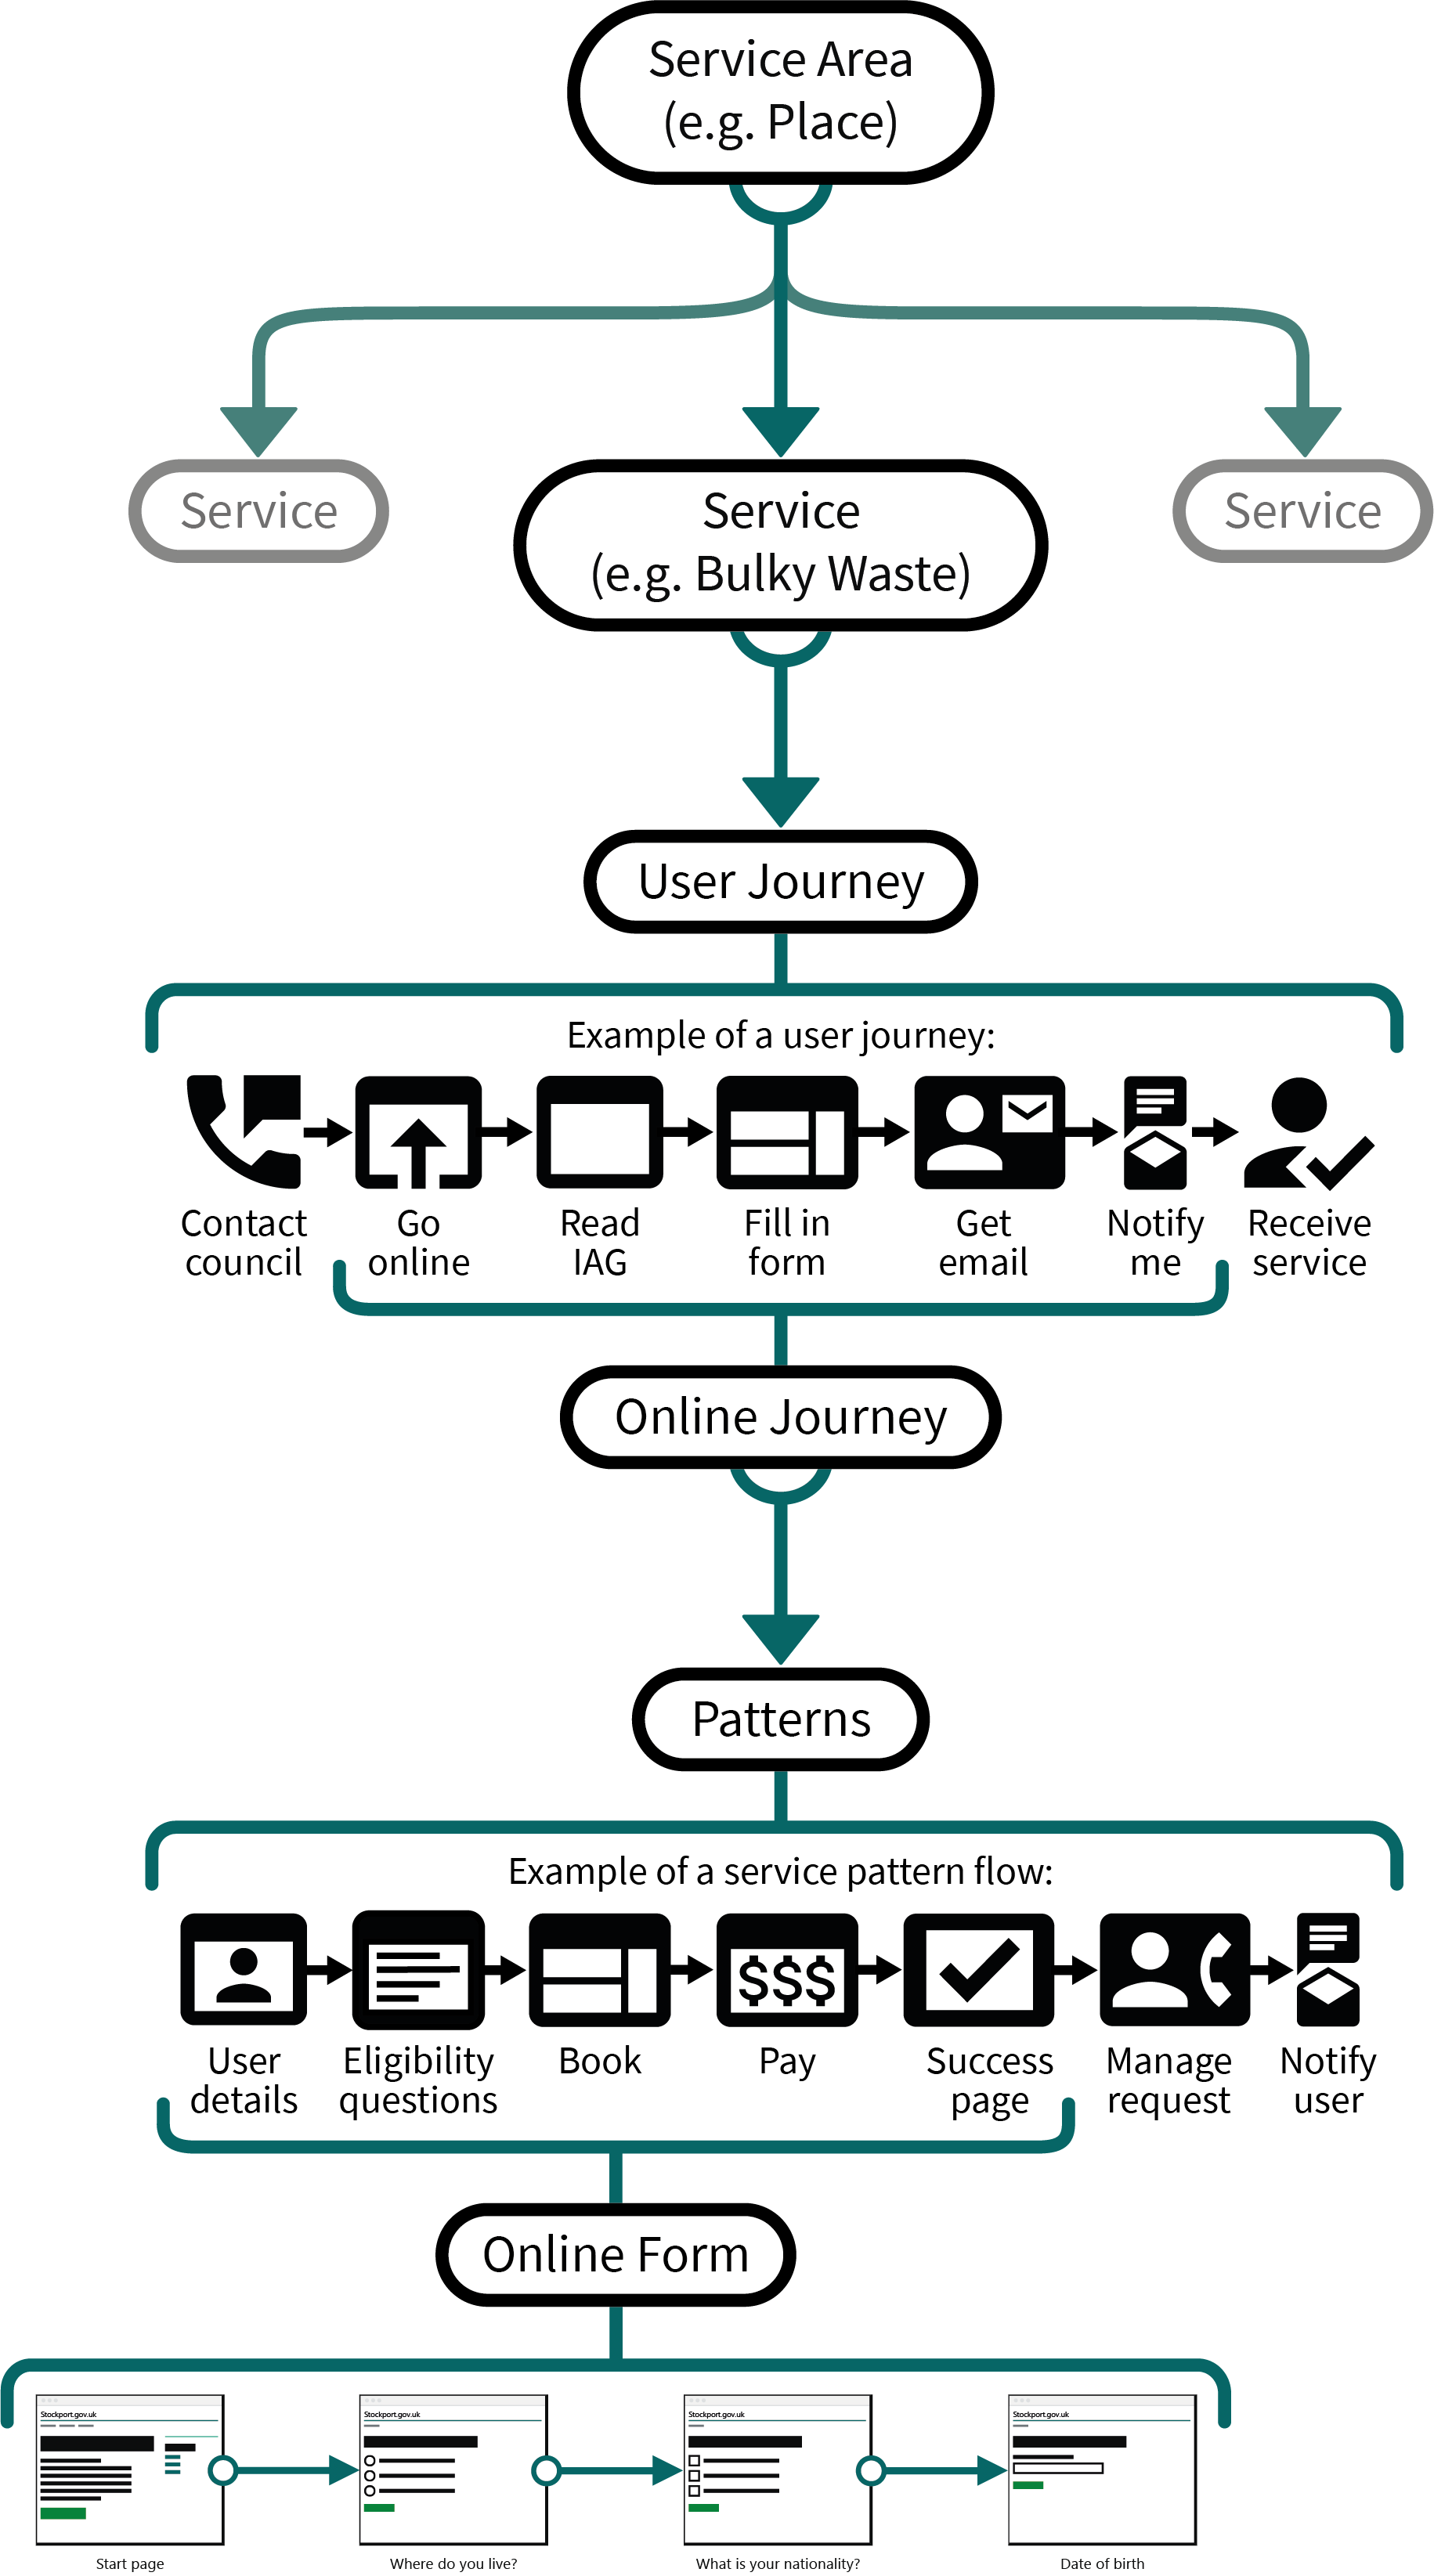 Service Area
(e.g. Place)
Service
Service
(e.g. Bulky Waste)
Service
User Journey
Example of a user journey:
Contact
council
Go
online
Read
IAG
Fill in
form
Get
email
Notify
me
Receive
service
Online Journey
Patterns
Example of a service pattern flow:
$$$
User
details
Eligibility
questions
Book
Pay
Success
page
Manage
request
Notify
user
Online Form
Stockport.gov.uk
Stockport.gov.uk
Stockport.gov.uk
Stockport.gov.uk
Start page
Where do you live?
What is your nationality?
Date of birth